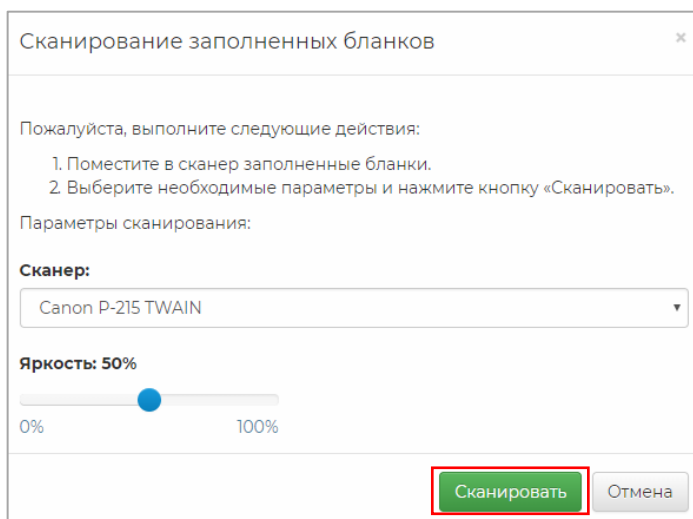 Сканирование заполненных бланков
×
Пожалуйста, выполните следующие действия:
1. Поместите в сканер заполненные бланки.
2. Выберите необходимые параметры и нажмите кнопку «Сканировать».
Параметры сканирования:
Сканер:
Canon P-215 TWAIN
Яркость: 50%
0% 100%
Сканировать Отмена